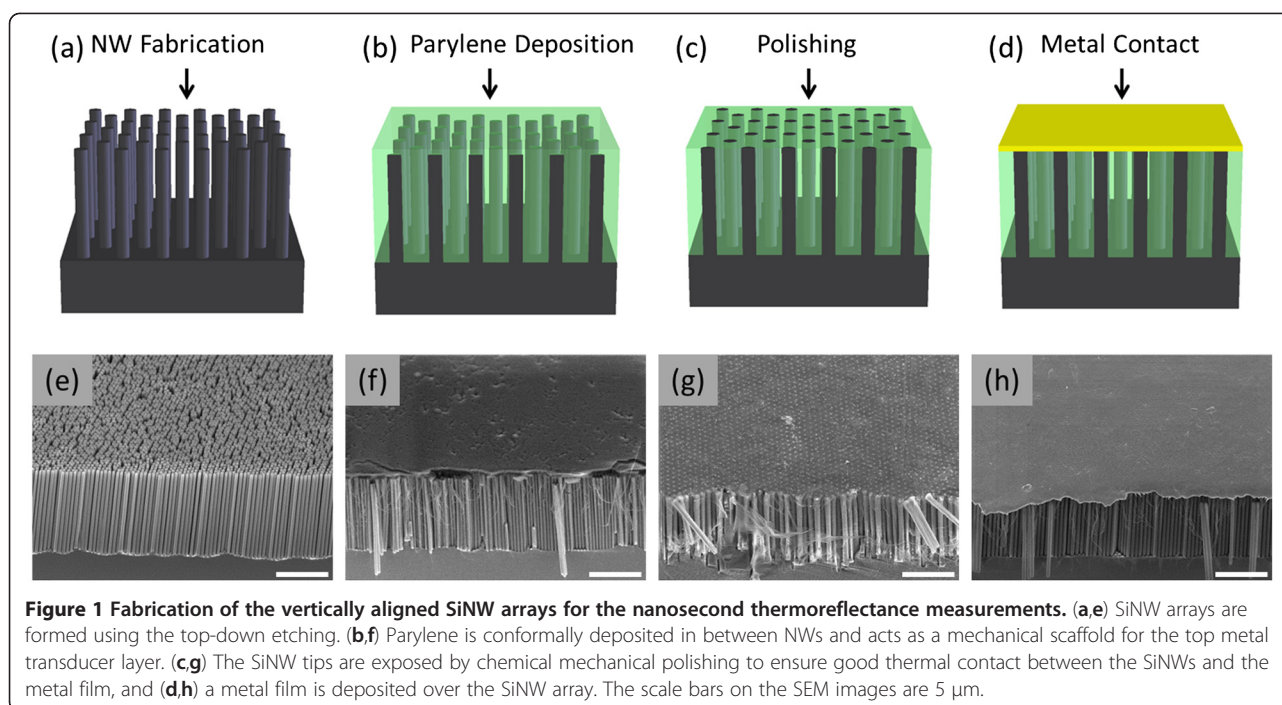 (a) NW Fabrication
(b) Parylene Deposition
(c) Polishing
(d) Metal Contact
(e)
(f)
(g)
(h)
Figure 1 Fabrication of the vertically aligned SiNW arrays for the nanosecond thermoreflectance measurements. (a,e) SiNW arrays are
formed using the top-down etching. (b,f) Parylene is conformally deposited in between NWs and acts as a mechanical scaffold for the top metal
transducer layer. (c,g) The SiNW tips are exposed by chemical mechanical polishing to ensure good thermal contact between the SiNWs and the
metal film, and (d,h) a metal film is deposited over the SiNW array. The scale bars on the SEM images are 5 μm.